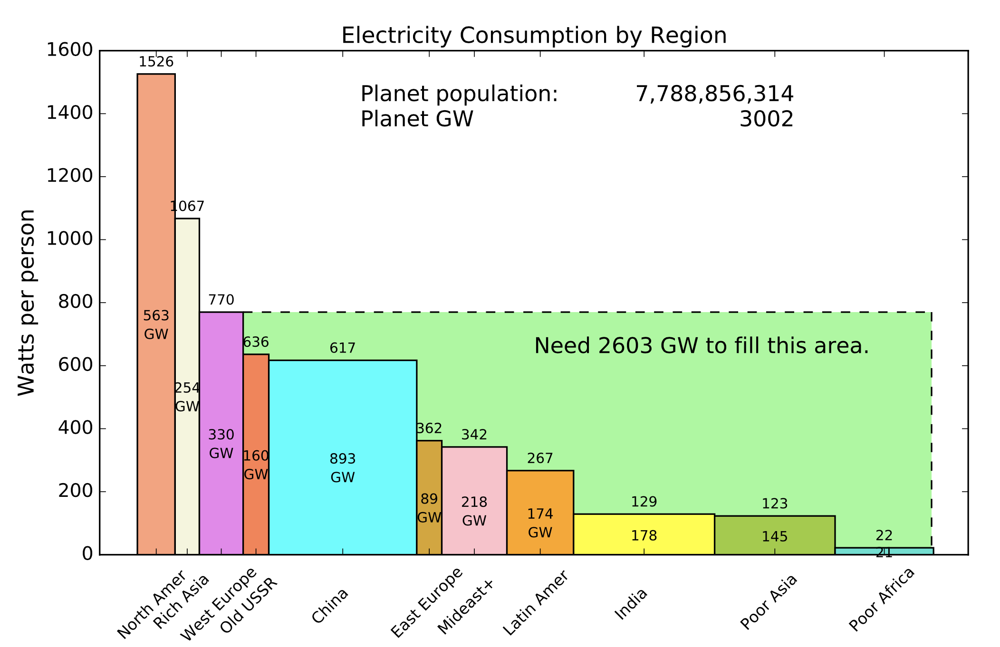 Electricity Consumption by Region
Planet population: 7,788,856,314
Planet GW 3002
Watts per person
1600
1400
1200
1000
800
600
400
200
0
1526
563
GW
1067
254
GW
770
330
GW
636
160
GW
617
893
GW
362
89
GW
342
218
GW
267
174
GW
129
178
123
145
22
21
Need 2603 GW to fill this area.
North Amer
Rich Asia
West Europe
Old USSR
China
East Europe
Mideast+
Latin Amer
India
Poor Asia
Poor Africa